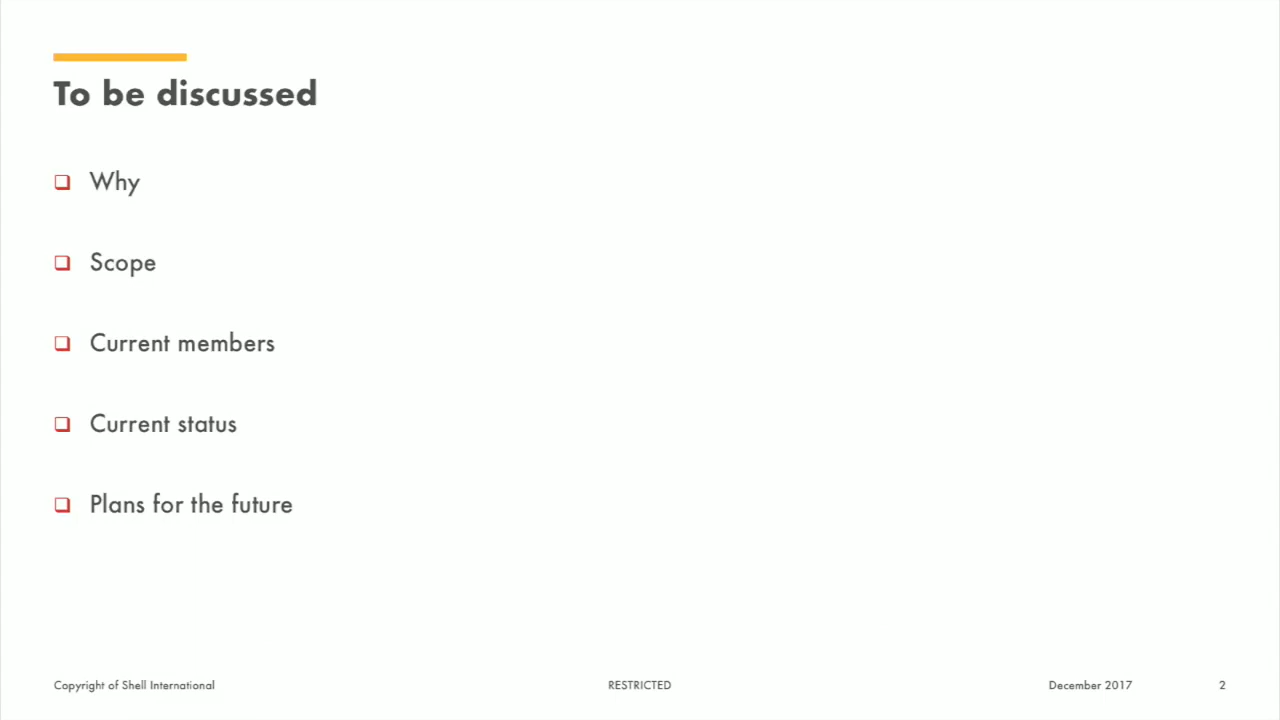 To be discussed
Why
Scope
Current members
Current status
Plans for the future
Copyright of Shell International RESTRICTED December 2017 2